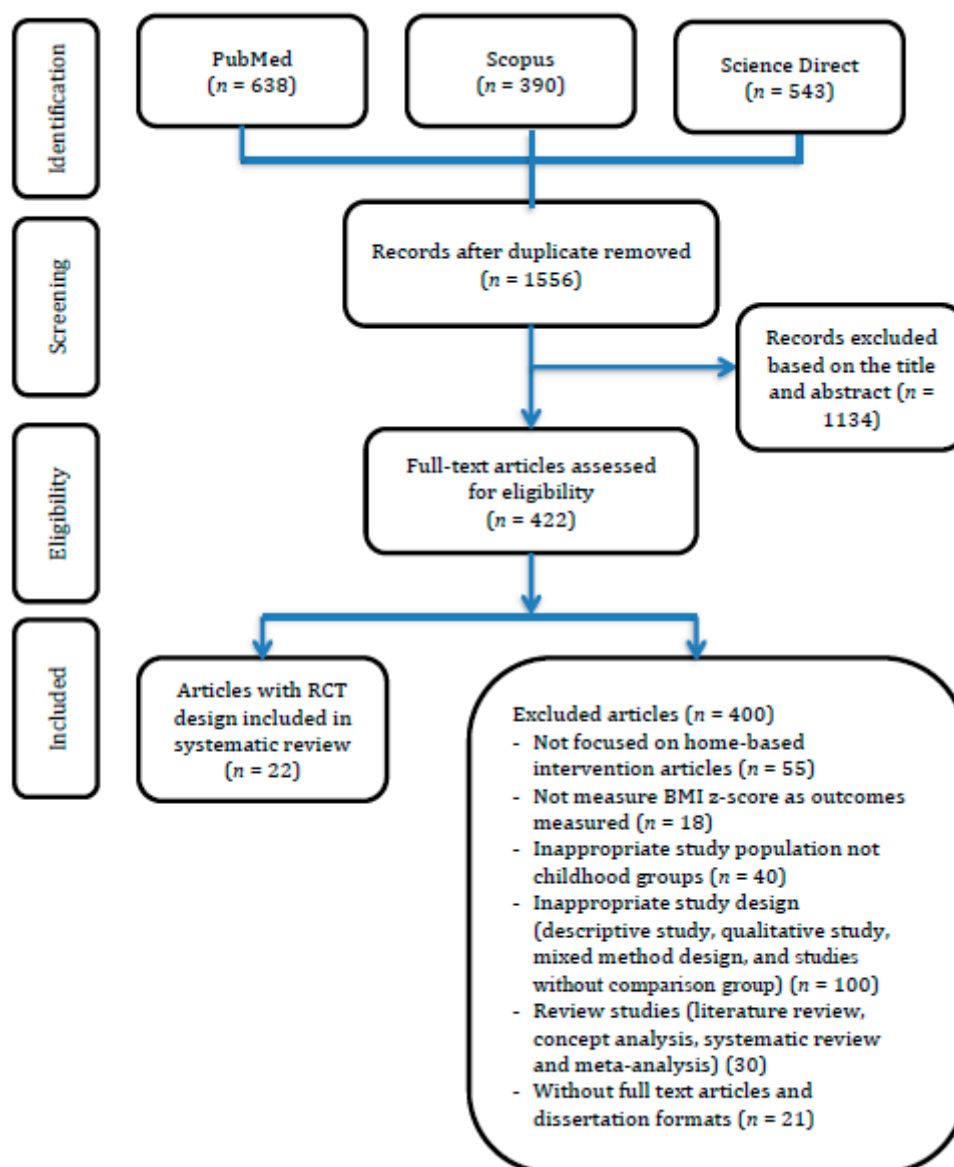 Identification
PubMed
(n = 638)
Scopus
(n = 390)
Science Direct
(n = 543)
Screening
Records after duplicate removed
(n = 1556)
Records excluded
based on the title
and abstract (n =
1134)
Eligibility
Full-text articles assessed
for eligibility
(n = 422)
Included
Articles with RCT
design included in
systematic review
(n = 22)
Excluded articles (n = 400)
- Not focused on home-based
intervention articles (n = 55)
- Not measure BMI z-score as outcomes
measured (n = 18)
- Inappropriate study population not
childhood groups (n = 40)
- Inappropriate study design
(descriptive study, qualitative study,
mixed method design, and studies
without comparison group) (n = 100)
- Review studies (literature review,
concept analysis, systematic review
and meta-analysis) (30)
- Without full text articles and
dissertation formats (n = 21)